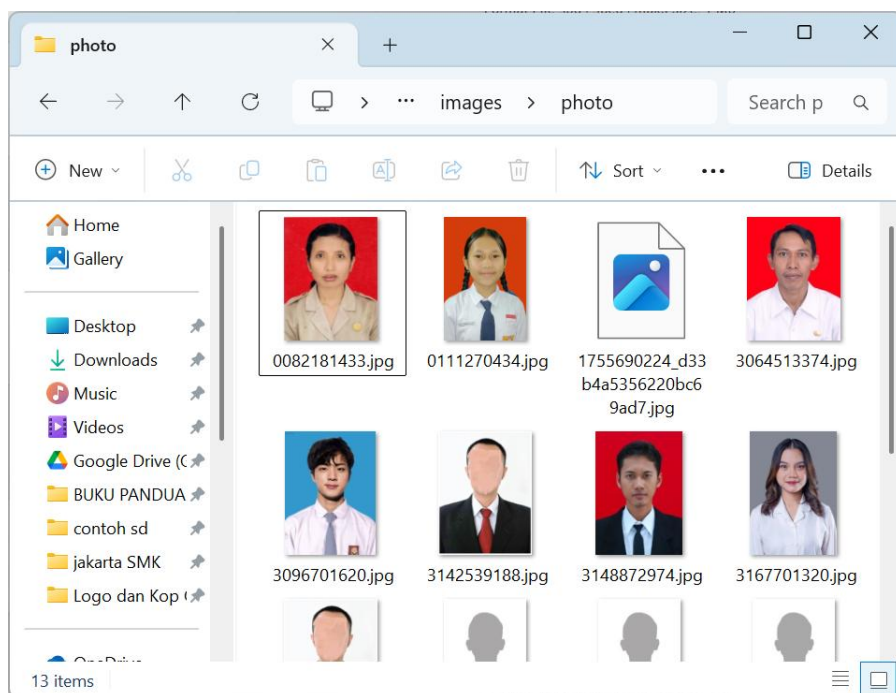 photo
images > photo
Search p
New
Sort
Details
Home
Gallery
Desktop
Downloads
Music
Videos
Google Drive (C
BUKU PANDUA
contoh sd
jakarta SMK
Logo dan Kop (
0082181433.jpg
0111270434.jpg
1755690224_d33
b4a5356220bc6
9ad7.jpg
3064513374.jpg
3096701620.jpg
3142539188.jpg
3148872974.jpg
3167701320.jpg
OneDrive
13 items